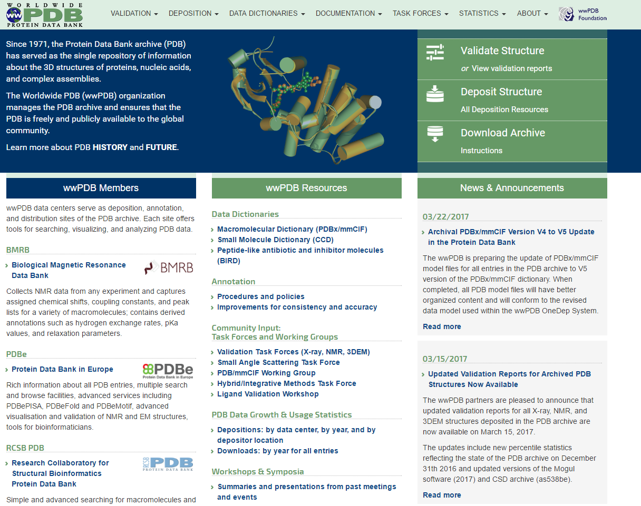 WORLDWIDE
wwPDB
PROTEIN DATA BANK
VALIDATION
DEPOSITION
DATA DICTIONARIES
DOCUMENTATION
TASK FORCES
STATISTICS
ABOUT
wwPDB
Foundation
Since 1971, the Protein Data Bank archive (PDB)
has served as the single repository of information
about the 3D structures of proteins, nucleic acids,
and complex assemblies.
The Worldwide PDB (wwPDB) organization
manages the PDB archive and ensures that the
PDB is freely and publicly available to the global
community.
Learn more about PDB HISTORY and FUTURE.
Validate Structure
or View validation reports
Deposit Structure
All Deposition Resources
Download Archive
Instructions
wwPDB Members
wwPDB data centers serve as deposition, annotation,
and distribution sites of the PDB archive. Each site offers
tools for searching, visualizing, and analyzing PDB data.
BMRB
Biological Magnetic Resonance
Data Bank
BMRB
Collects NMR data from any experiment and captures
assigned chemical shifts, coupling constants, and peak
lists for a variety of macromolecules; contains derived
annotations such as hydrogen exchange rates, pKa
values, and relaxation parameters.
PDBe
Protein Data Bank in Europe
PDBe
Protein Data Bank in Europe
Rich information about all PDB entries, multiple search
and browse facilities, advanced services including
PDBePISA, PDBeFold and PDBeMotif, advanced
visualisation and validation of NMR and EM structures,
tools for bioinformaticians.
RCSB PDB
Research Collaboratory for
Structural Bioinformatics
Protein Data Bank
PDB
PROTEIN DATA BANK
Simple and advanced searching for macromolecules and
wwPDB Resources
Data Dictionaries
Macromolecular Dictionary (PDBx/mmCIF)
Small Molecule Dictionary (CCD)
Peptide-like antibiotic and inhibitor molecules
(BIRD)
Annotation
Procedures and policies
Improvements for consistency and accuracy
Community Input:
Task Forces and Working Groups
Validation Task Forces (X-ray, NMR, 3DEM)
Small Angle Scattering Task Force
PDB/mmCIF Working Group
Hybrid/Integrative Methods Task Force
Ligand Validation Workshop
PDB Data Growth & Usage Statistics
Depositions: by data center, by year, and by
depositor location
Downloads: by year for all entries
Workshops & Symposia
Summaries and presentations from past meetings
and events
News & Announcements
03/22/2017
Archival PDBx/mmCIF Version V4 to V5 Update
in the Protein Data Bank
The wwPDB is preparing the update of PDBx/mmCIF
model files for all entries in the PDB archive to V5
version of the PDBx/mmCIF dictionary. When
completed, all PDB model files will have better
organized content and will conform to the revised
data model used within the wwPDB OneDep System.
Read more
03/15/2017
Updated Validation Reports for Archived PDB
Structures Now Available
The wwPDB partners are pleased to announce that
updated validation reports for all X-ray, NMR, and
3DEM structures deposited in the PDB archive are
now available on March 15, 2017.
The updates include new percentile statistics
reflecting the state of the PDB archive on December
31th 2016 and updated versions of the Mogul
software (2017) and CSD archive (as538be).
Read more